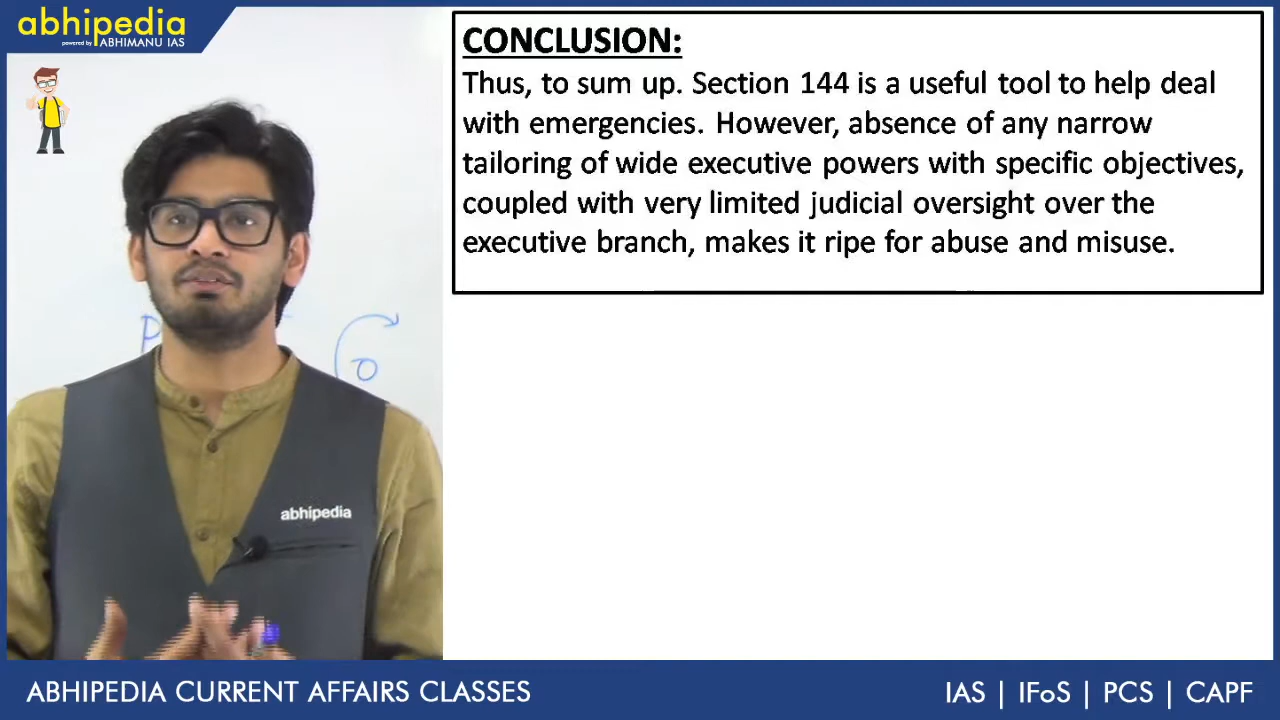 abhipedia
powered by ABHIMANU IAS
CONCLUSION:
Thus, to sum up. Section 144 is a useful tool to help deal
with emergencies. However, absence of any narrow
tailoring of wide executive powers with specific objectives,
coupled with very limited judicial oversight over the
executive branch, makes it ripe for abuse and misuse.
abhipedia
ABHIPEDIA CURRENT AFFAIRS CLASSES
IAS | IFoS | PCS | CAPF